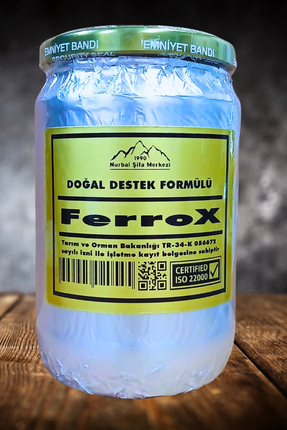 EMNİYET BANDI
SECURITY SEAL
EMNİYET BANDI
1990
Nurbal Şifa Merkezi
DOĞAL DESTEK FORMÜLÜ
FerroX
Tarım ve Orman Bakanlığı TR-34-K 056672
sayılı izni ile işletme kayıt belgesine sahiptir
CERTIFIED
ISO 22000